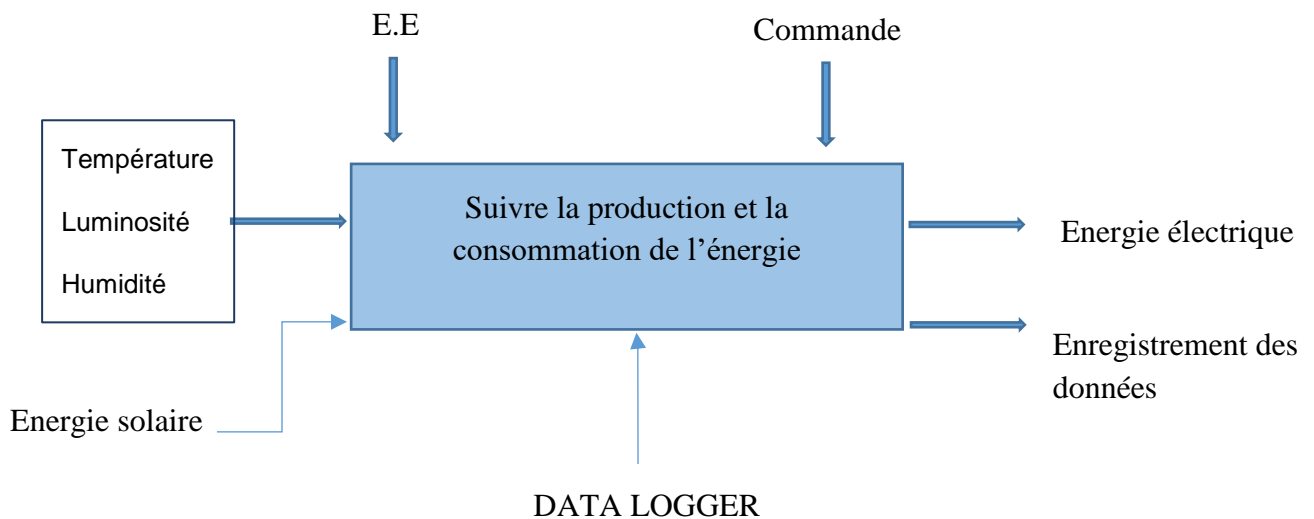 E.E
Commande
Température
Luminosité
Humidité
Suivre la production et la
consommation de l’énergie
Energie électrique
Enregistrement des
données
Energie solaire
DATA LOGGER